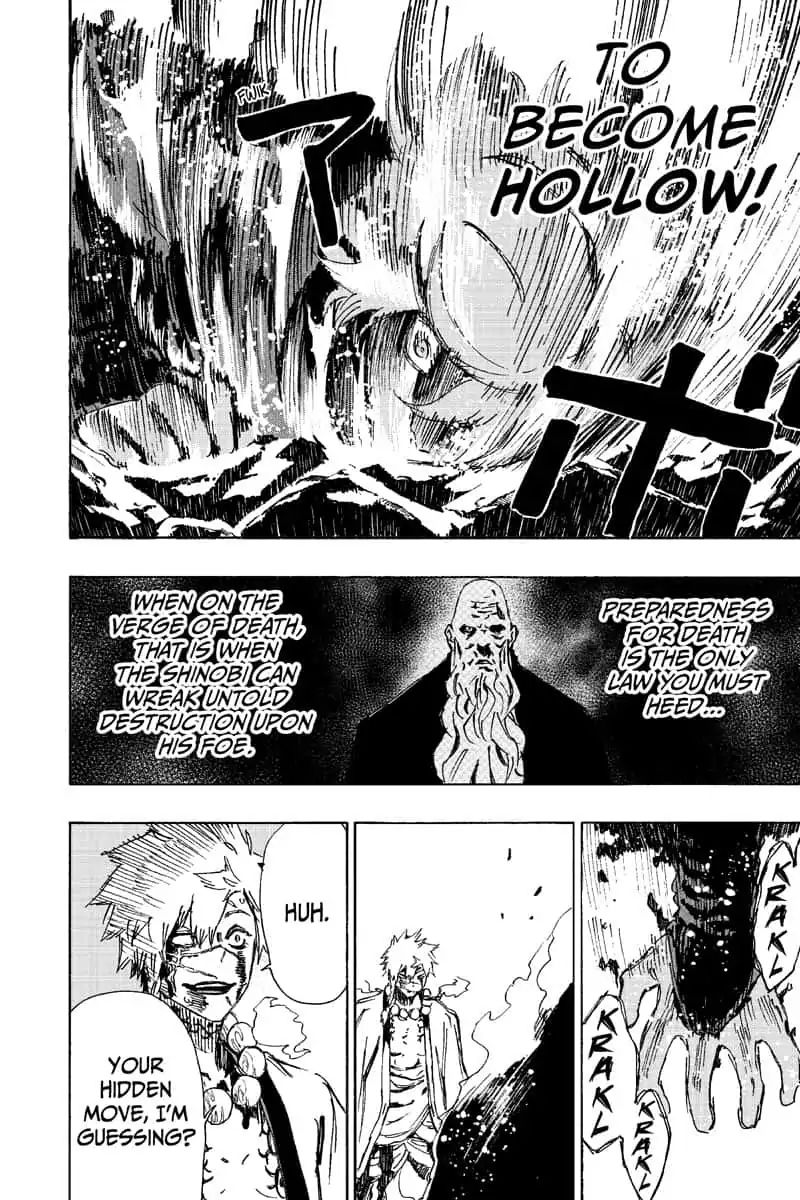 TO
BECOME
HOLLOW!
FWIK
ア
ボ
PREPAREDNESS
FOR DEATH
IS THE ONLY
LAW YOU MUST
HEED...
WHEN ON THE
VERGE OF DEATH,
THAT IS WHEN
THE SHINOBI CAN
WREAK UNTOLD
DESTRUCTION UPON
HIS FOE.
KRAKL
KRAKL
KRAKL
HUH.
YOUR
HIDDEN
MOVE, I'M
GUESSING?